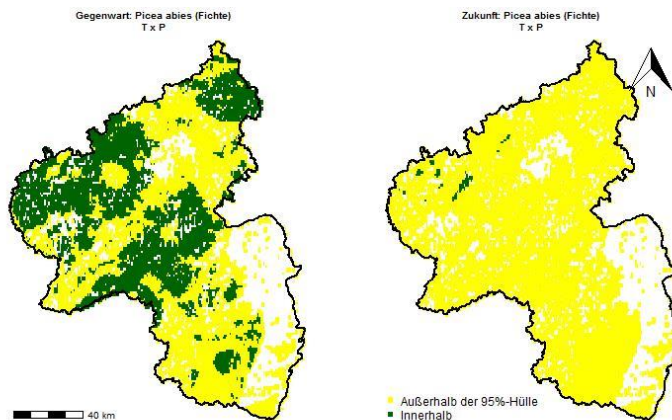 Gegenwart: Picea abies (Fichte)
T x P
Zukunft: Picea abies (Fichte)
T x P
N
40 km
Außerhalb der 95%-Hülle
Innerhalb